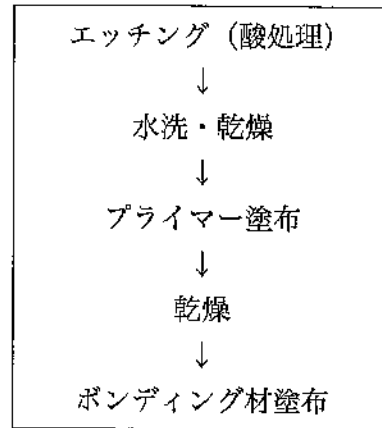 エッチング（酸処理）
↓
水洗・乾燥
↓
プライマー塗布
↓
乾燥
↓
ボンディング材塗布